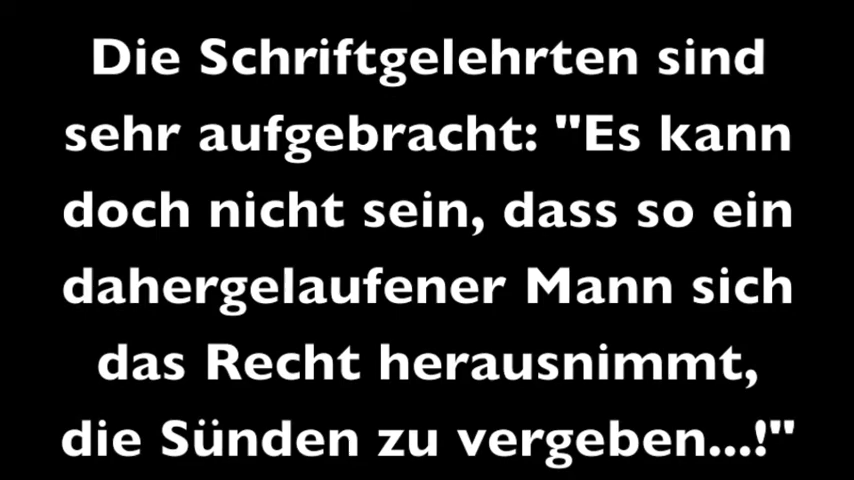 Die Schriftgelehrten sind
sehr aufgebracht: "Es kann
doch nicht sein, dass so ein
dahergelaufener Mann sich
das Recht herausnimmt,
die Sünden zu vergeben...!"